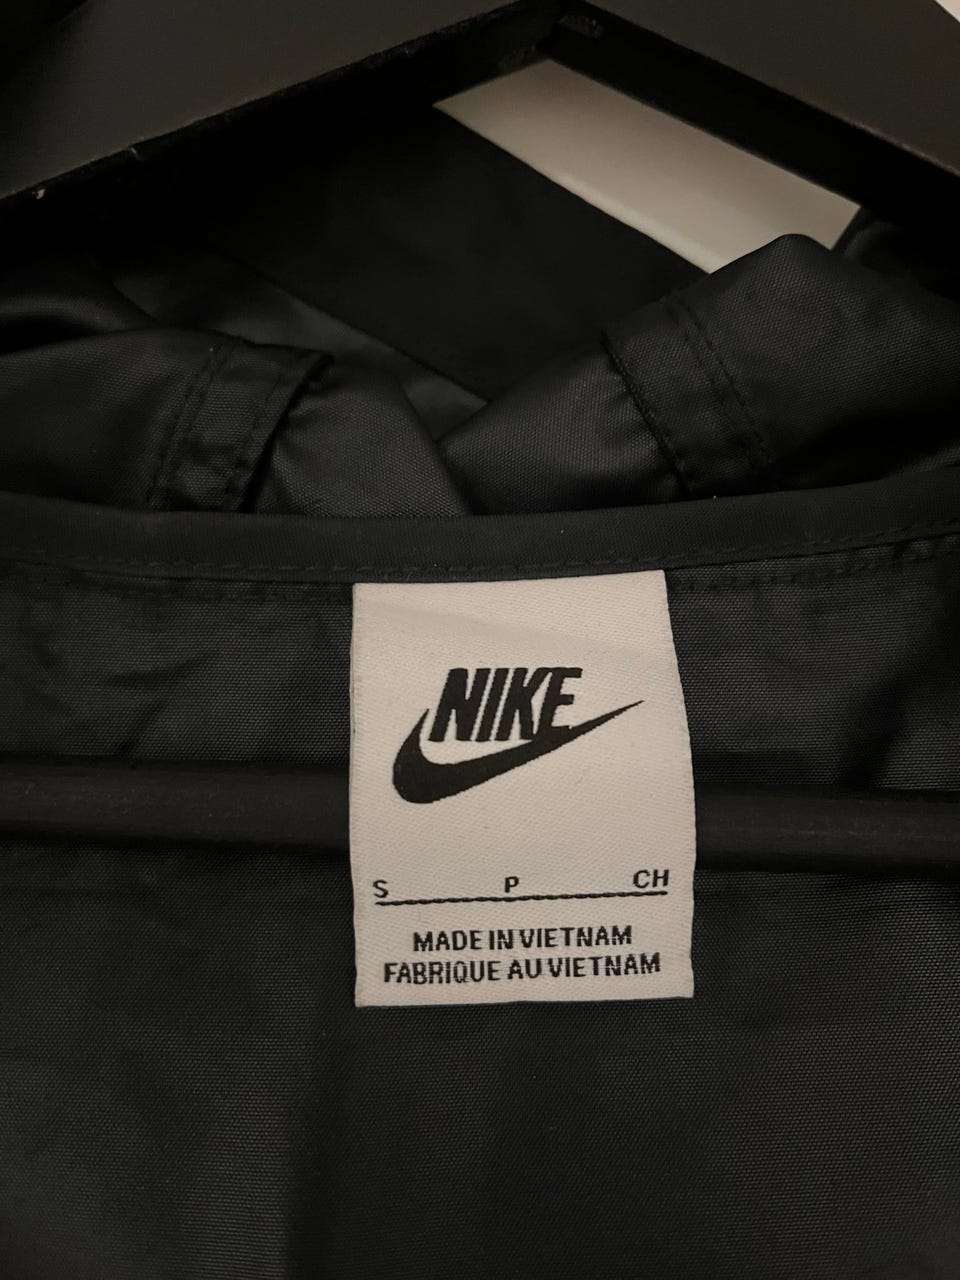 NIKE
S P CH
MADE IN VIETNAM
FABRIQUE AU VIETNAM